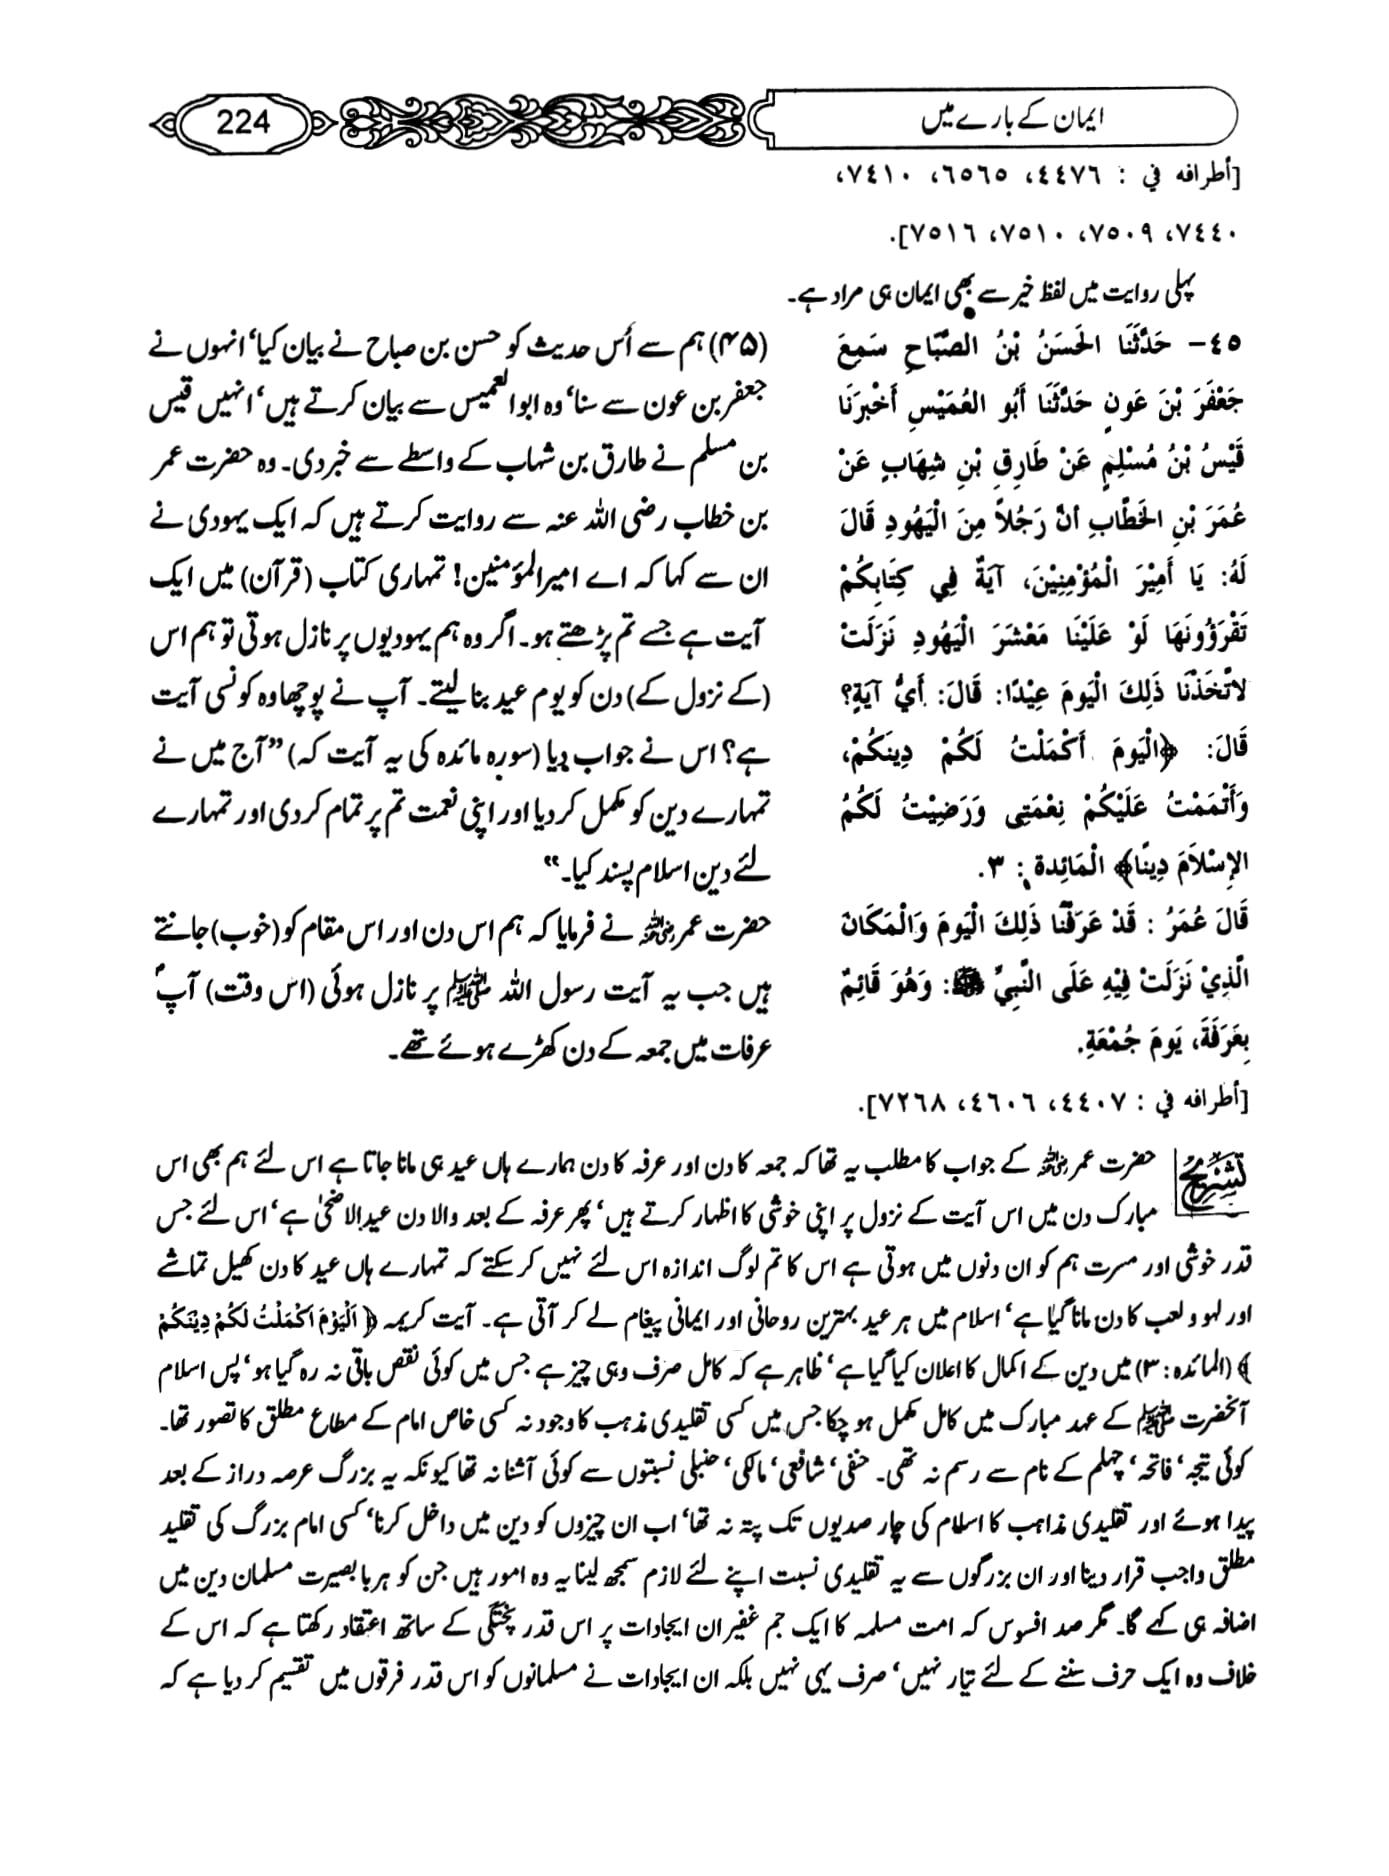 ایمان کے بارے میں
224
[أطرافه في : ٤٤٧٦، ٦٥٦٥، ٧٤١٠،
٧٤٤٠، ٧٥٠٩، ٧٥١٠، ٧٥١٦].
پہلی روایت میں لفظ خیر سے بھی ایمان ہی مراد ہے۔
٤٥- حَدَّثَنَا الْحَسَنُ بْنُ الصَّبَّاحِ سَمِعَ
جَعْفَرَ بْنَ عَونٍ حَدَّثَنَا أَبُو العُمَيْسِ أَخْبَرَنَا
قَيْسُ بْنُ مُسْلِمٍ عَنْ طَارِقِ بْنِ شِهَابٍ عَنْ
عُمَرَ بْنِ الخَطَّابِ أَنَّ رَجُلاً مِنَ الْيَهُودِ قَالَ
لَهُ: يَا أَمِيْرَ الْمُؤْمِنِيْنَ، آيَةٌ فِي كِتَابِكُمْ
تَقْرَؤُونَهَا لَوْ عَلَيْنَا مَعْشَرَ الْيَهُودِ نَزَلَتْ
لاتَّخَذْنَا ذَلِكَ الْيَومَ عِيْدًا: قَالَ: أَيُّ آيَةٍ؟
قَالَ: ﴿الْيَومَ أَكْمَلْتُ لَكُمْ دِينَكُمْ،
وَأَتْمَمْتُ عَلَيْكُمْ نِعْمَتِي وَرَضِيْتُ لَكُمُ
الإِسْلاَمَ دِينًا﴾ الْمَائِدة : ٣.
قَالَ عُمَرُ : قَدْ عَرَفْنَا ذَلِكَ الْيَومَ وَالْمَكَانَ
الَّذِيْ نَزَلَتْ فِيْهِ عَلَى النَّبِيِّ ﷺ: وَهُوَ قَائِمٌ
بِعَرَفَةَ، يَومَ جُمْعَةِ.
[أطرافه في : ٤٤٠٧، ٤٦٠٦، ٧٢٦٨].
(۴۵) ہم سے اُس حدیث کو حسن بن صباح نے بیان کیا‘ انہوں نے
جعفر بن عون سے سنا‘ وہ ابوالعمیس سے بیان کرتے ہیں‘ انہیں قیس
بن مسلم نے طارق بن شہاب کے واسطے سے خبر دی۔ وہ حضرت عمر
بن خطاب رضی اللہ عنہ سے روایت کرتے ہیں کہ ایک یہودی نے
ان سے کہا کہ اے امیرالمؤمنین! تمہاری کتاب (قرآن) میں ایک
آیت ہے جسے تم پڑھتے ہو۔ اگر وہ ہم یہودیوں پر نازل ہوتی تو ہم اس
(کے نزول کے) دن کو یوم عید بنا لیتے۔ آپ نے پوچھا وہ کونسی آیت
ہے؟ اس نے جواب دیا (سورہ مائدہ کی یہ آیت کہ) ”آج میں نے
تمہارے دین کو مکمل کر دیا اور اپنی نعمت تم پر تمام کر دی اور تمہارے
لئے دین اسلام پسند کیا۔“
حضرت عمر ؓ نے فرمایا کہ ہم اس دن اور اس مقام کو (خوب) جانتے
ہیں جب یہ آیت رسول اللہ ﷺ پر نازل ہوئی (اس وقت) آپؐ
عرفات میں جمعہ کے دن کھڑے ہوئے تھے۔
تشریح حضرت عمر ؓ کے جواب کا مطلب یہ تھا کہ جمعہ کا دن اور عرفہ کا دن ہمارے ہاں عید ہی مانا جاتا ہے اس لئے ہم بھی اس
مبارک دن میں اس آیت کے نزول پر اپنی خوشی کا اظہار کرتے ہیں‘ پھر عرفہ کے بعد والا دن عیدالاضحیٰ ہے‘ اس لئے جس
قدر خوشی اور مسرت ہم کو ان دنوں میں ہوتی ہے اس کا تم لوگ اندازہ اس لئے نہیں کر سکتے کہ تمہارے ہاں عید کا دن کھیل تماشے
اور لہو و لعب کا دن مانا گیا ہے‘ اسلام میں ہر عید بہترین روحانی اور ایمانی پیغام لے کر آتی ہے۔ آیت کریمہ ﴿ اَلْيَوْمَ اَكْمَلْتُ لَكُمْ دِيْنَكُمْ
﴾ (المائدہ : ۳) میں دین کے اکمال کا اعلان کیا گیا ہے‘ ظاہر ہے کہ کامل صرف وہی چیز ہے جس میں کوئی نقص باقی نہ رہ گیا ہو‘ پس اسلام
آنحضرت ﷺ کے عہد مبارک میں کامل مکمل ہو چکا جس میں کسی تقلیدی مذہب کا وجود نہ کسی خاص امام کے مطاع مطلق کا تصور تھا۔
کوئی تیجہ‘ فاتحہ‘ چہلم کے نام سے رسم نہ تھی۔ حنفی‘ شافعی‘ مالکی‘ حنبلی نسبتوں سے کوئی آشنا نہ تھا کیونکہ یہ بزرگ عرصہ دراز کے بعد
پیدا ہوئے اور تقلیدی مذاہب کا اسلام کی چار صدیوں تک پتہ نہ تھا‘ اب ان چیزوں کو دین میں داخل کرنا‘ کسی امام بزرگ کی تقلید
مطلق واجب قرار دینا اور ان بزرگوں سے یہ تقلیدی نسبت اپنے لئے لازم سمجھ لینا یہ وہ امور ہیں جن کو ہر بابصیرت مسلمان دین میں
اضافہ ہی کہے گا۔ مگر صد افسوس کہ امت مسلمہ کا ایک جم غفیر ان ایجادات پر اس قدر پختگی کے ساتھ اعتقاد رکھتا ہے کہ اس کے
خلاف وہ ایک حرف سننے کے لئے تیار نہیں‘ صرف یہی نہیں بلکہ ان ایجادات نے مسلمانوں کو اس قدر فرقوں میں تقسیم کر دیا ہے کہ